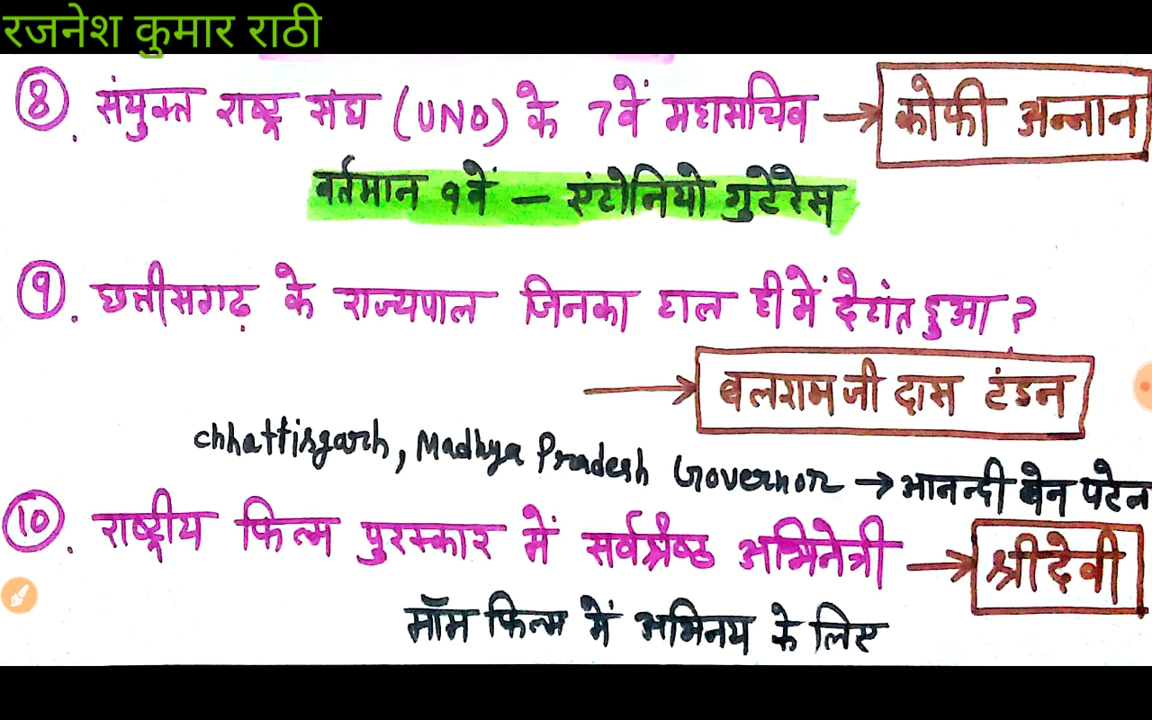 रजनेश कुमार राठी
8. संयुक्त राष्ट्र संघ (UNO) के 7वें महासचिव → कोफी अन्नान
वर्तमान 9वें – एंटोनियो गुटेरेस
9. छत्तीसगढ़ के राज्यपाल जिनका हाल ही में देहांत हुआ ?
→ बलराम जी दास टंडन
Chhattisgarh, Madhya Pradesh Governor → आनन्दी बेन पटेल
10. राष्ट्रीय फिल्म पुरस्कार में सर्वश्रेष्ठ अभिनेत्री → श्रीदेवी
मॉम फिल्म में अभिनय के लिए